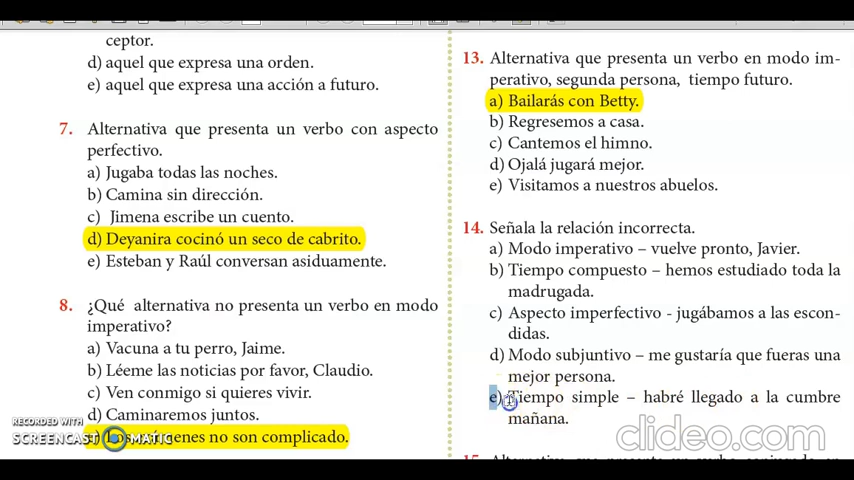 ceptor.
d) aquel que expresa una orden.
e) aquel que expresa una acción a futuro.
7. Alternativa que presenta un verbo con aspecto
perfectivo.
a) Jugaba todas las noches.
b) Camina sin dirección.
c) Jimena escribe un cuento.
d) Deyanira cocinó un seco de cabrito.
e) Esteban y Raúl conversan asiduamente.
8. ¿Qué alternativa no presenta un verbo en modo
imperativo?
a) Vacuna a tu perro, Jaime.
b) Léeme las noticias por favor, Claudio.
c) Ven conmigo si quieres vivir.
d) Caminaremos juntos.
no son complicado.
RECORDED WITH
SCREENCAST MATIC
13. Alternativa que presenta un verbo en modo im-
perativo, segunda persona, tiempo futuro.
a) Bailarás con Betty.
b) Regresemos a casa.
c) Cantemos el himno.
d) Ojalá jugará mejor.
e) Visitamos a nuestros abuelos.
14. Señala la relación incorrecta.
a) Modo imperativo – vuelve pronto, Javier.
b) Tiempo compuesto – hemos estudiado toda la
madrugada.
c) Aspecto imperfectivo - jugábamos a las escon-
didas.
d) Modo subjuntivo – me gustaría que fueras una
mejor persona.
e) Tiempo simple – habré llegado a la cumbre
mañana.
clideo.com